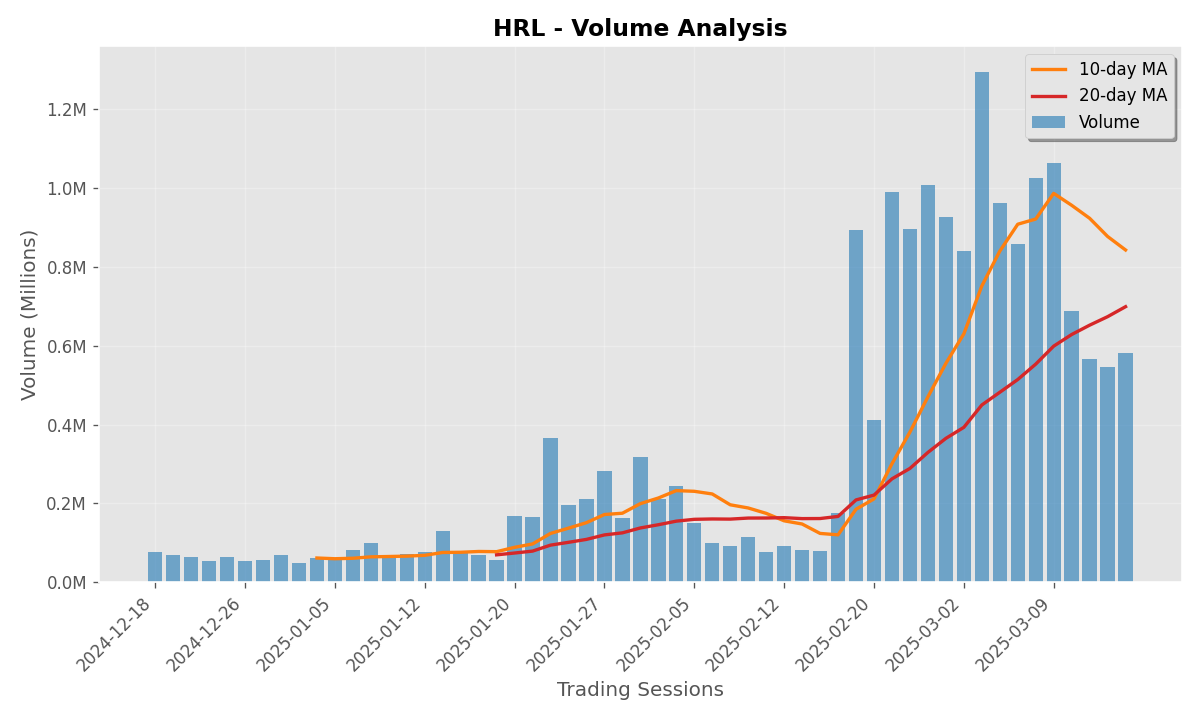 HRL - Volume Analysis
10-day MA
20-day MA
Volume
Volume (Millions)
1.2M
1.0M
0.8M
0.6M
0.4M
0.2M
0.0M
2024-12-18
2024-12-26
2025-01-05
2025-01-12
2025-01-20
2025-01-27
2025-02-05
2025-02-12
2025-02-20
2025-03-02
2025-03-09
Trading Sessions